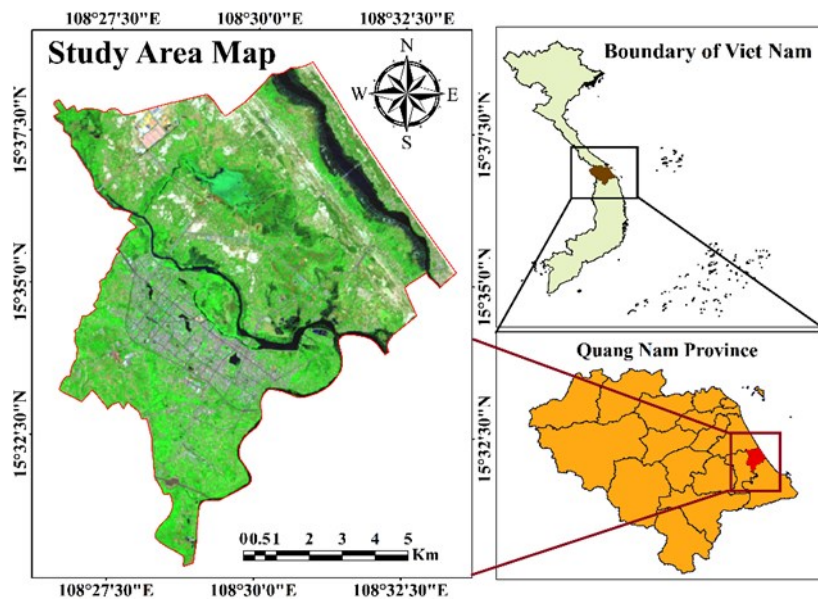 108°27'30"E 108°30'0"E 108°32'30"E
Study Area Map
N
W E
S
15°37'30"N
15°35'0"N
15°32'30"N
15°37'30"N
15°35'0"N
15°32'30"N
0 0.5 1 2 3 4 5
Km
108°27'30"E 108°30'0"E 108°32'30"E
Boundary of Viet Nam
Quang Nam Province